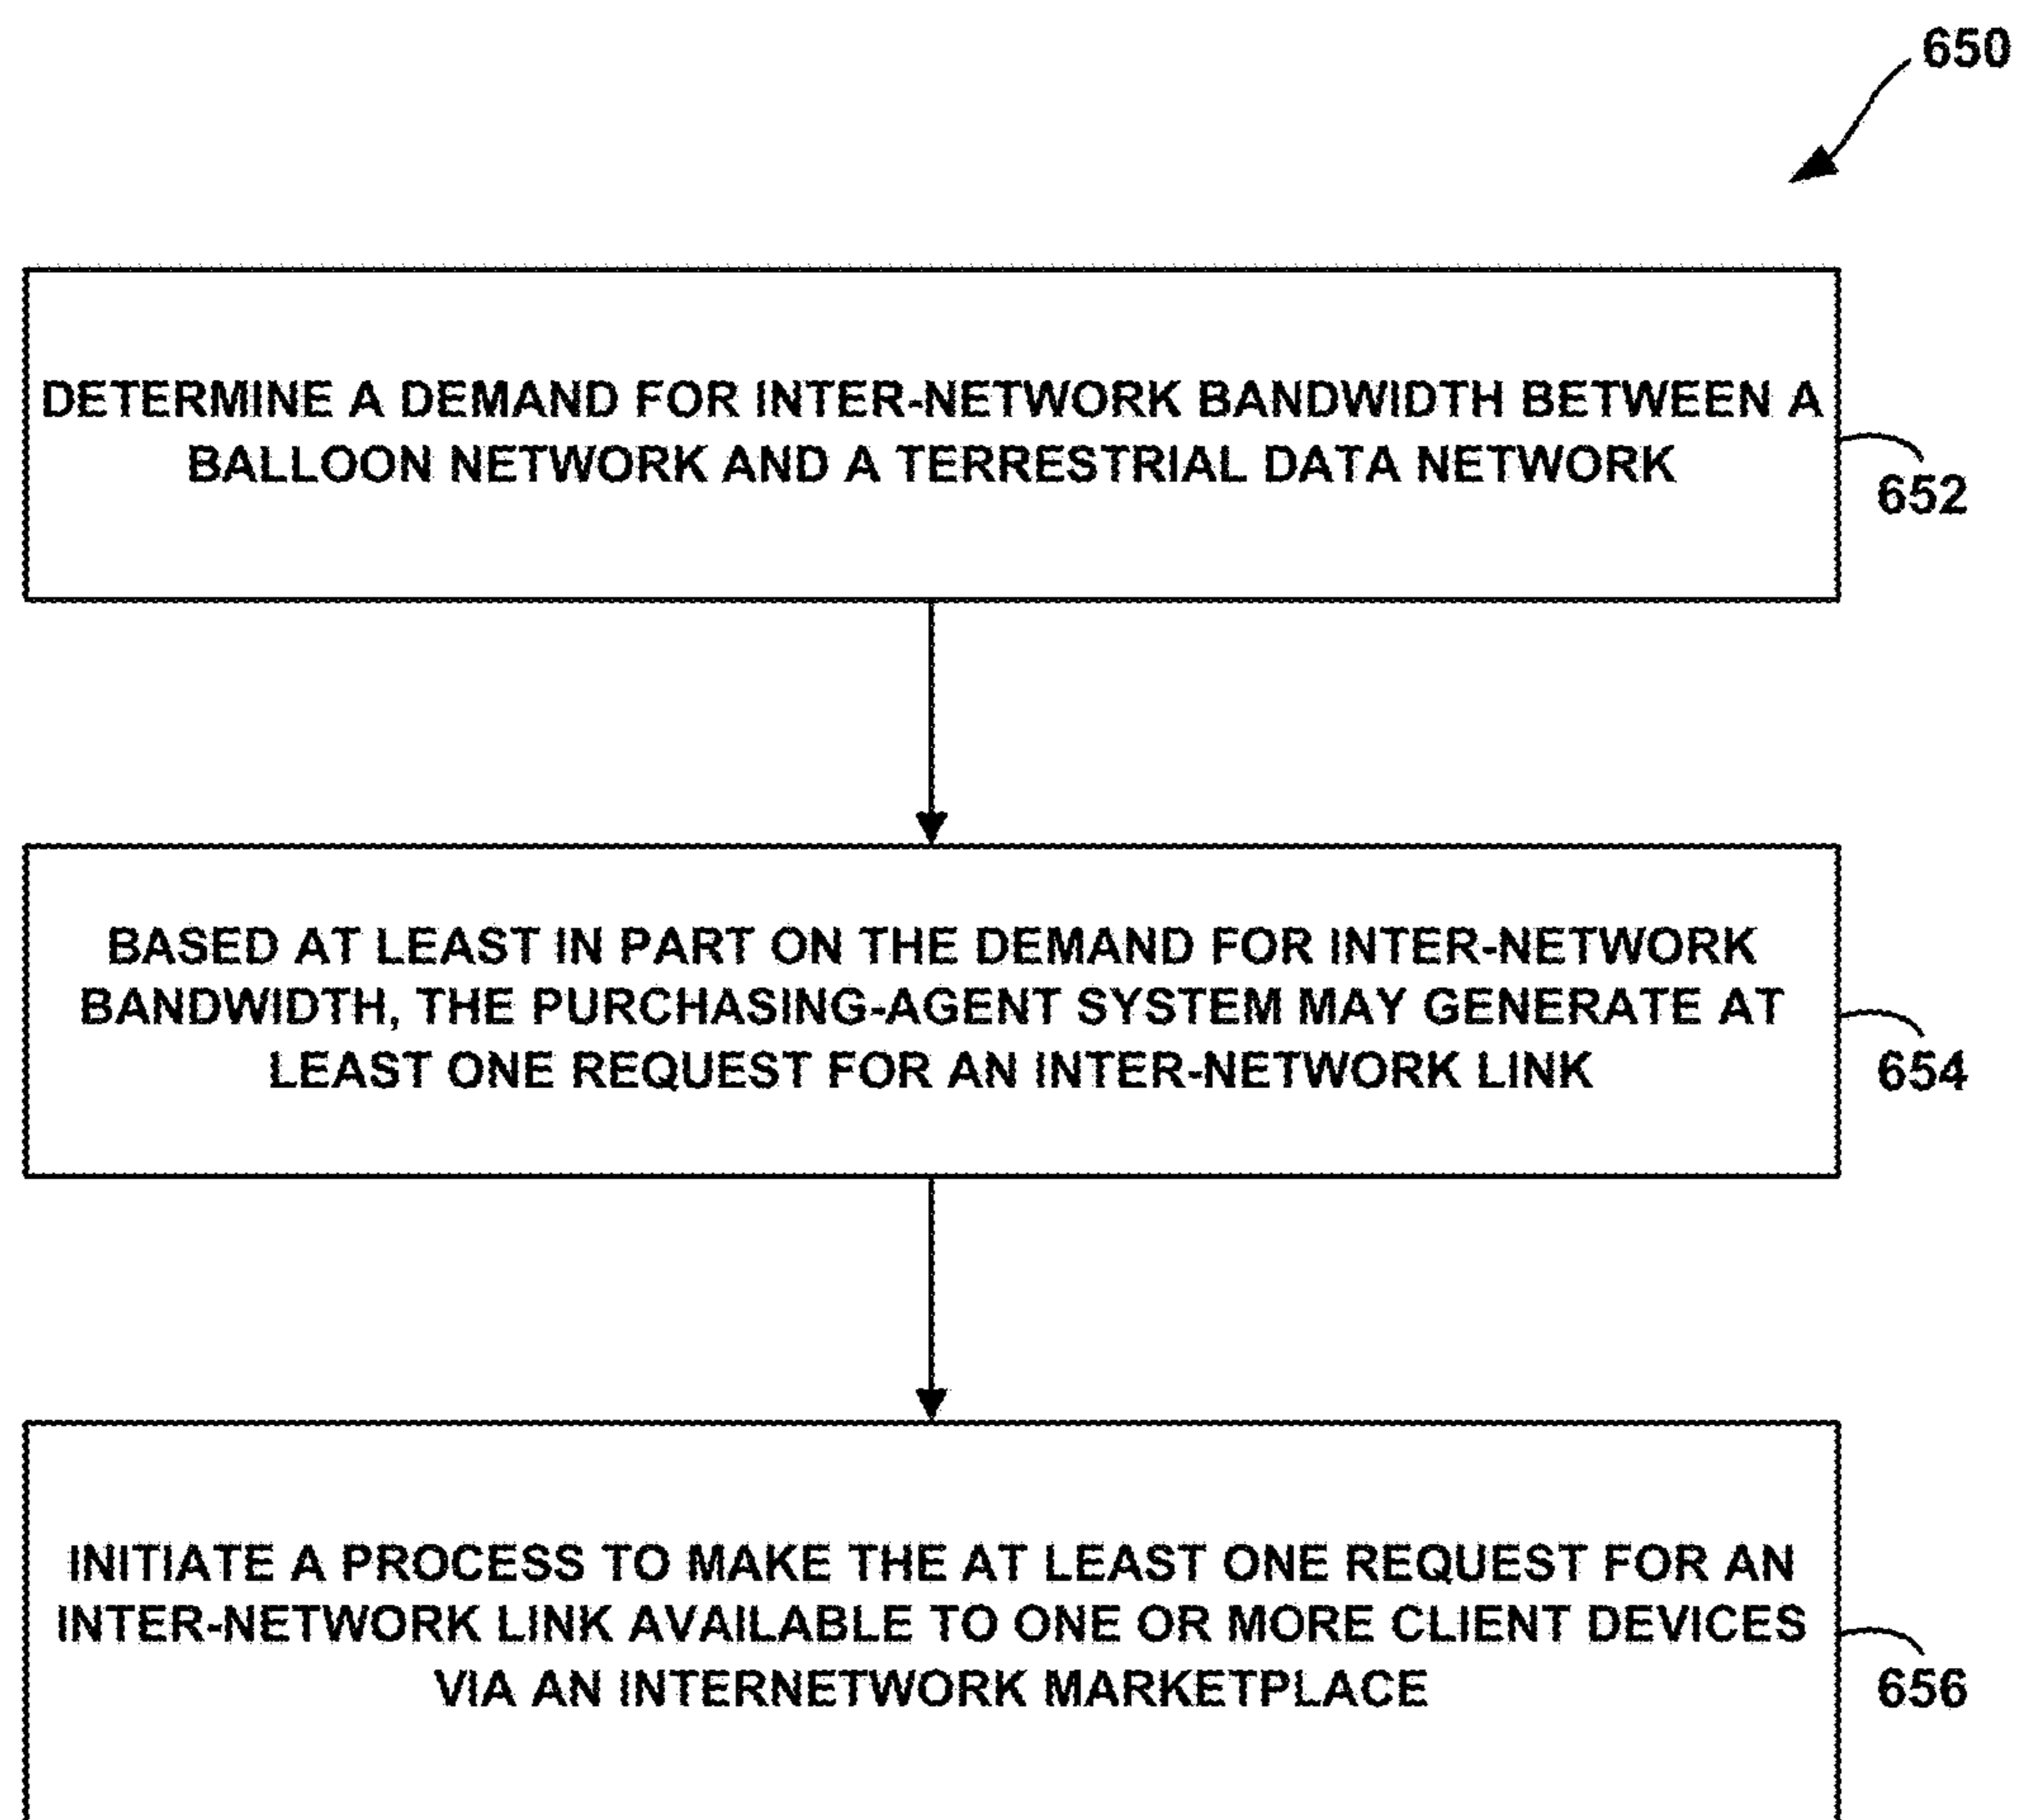 650
DETERMINE A DEMAND FOR INTER-NETWORK BANDWIDTH BETWEEN A
BALLOON NETWORK AND A TERRESTRIAL DATA NETWORK
652
BASED AT LEAST IN PART ON THE DEMAND FOR INTER-NETWORK
BANDWIDTH, THE PURCHASING-AGENT SYSTEM MAY GENERATE AT
LEAST ONE REQUEST FOR AN INTER-NETWORK LINK
654
INITIATE A PROCESS TO MAKE THE AT LEAST ONE REQUEST FOR AN
INTER-NETWORK LINK AVAILABLE TO ONE OR MORE CLIENT DEVICES
VIA AN INTERNETWORK MARKETPLACE
656